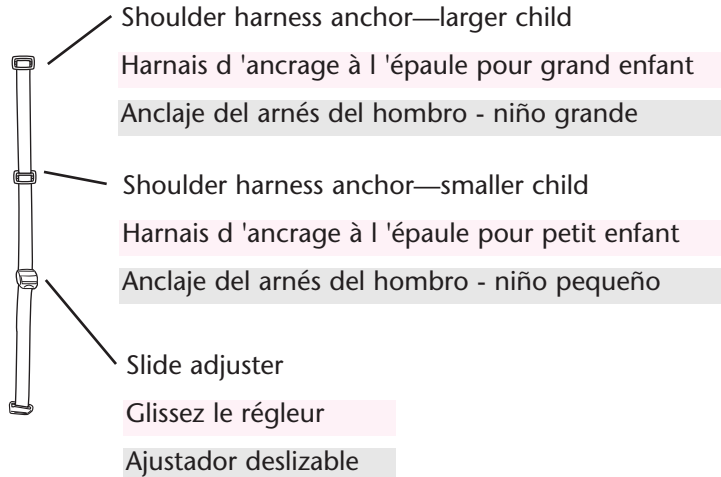 Shoulder harness anchor—larger child
Harnais d 'ancrage à l 'épaule pour grand enfant
Anclaje del arnés del hombro - niño grande
Shoulder harness anchor—smaller child
Harnais d 'ancrage à l 'épaule pour petit enfant
Anclaje del arnés del hombro - niño pequeño
Slide adjuster
Glissez le régleur
Ajustador deslizable